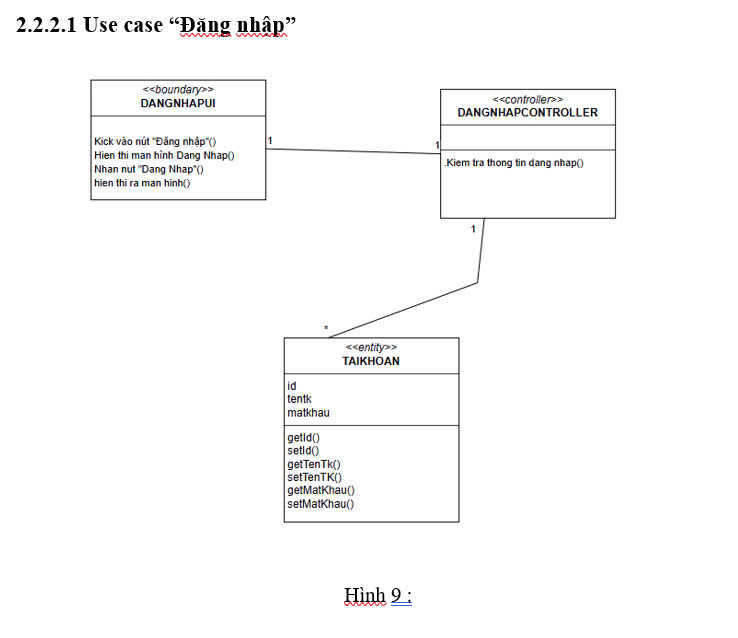 2.2.2.1 Use case “Đăng nhập”
<<boundary>>
DANGNHAPUI
Kick vào nút "Đăng nhập"()
Hien thi man hình Dang Nhap()
Nhan nut "Dang Nhap"()
hien thi ra man hinh()
1
1
<<controller>>
DANGNHAPCONTROLLER
.Kiem tra thong tin dang nhap()
1
*
<<entity>>
TAIKHOAN
id
tentk
matkhau
getId()
setId()
getTenTk()
setTenTK()
getMatKhau()
setMatKhau()
Hình 9 :